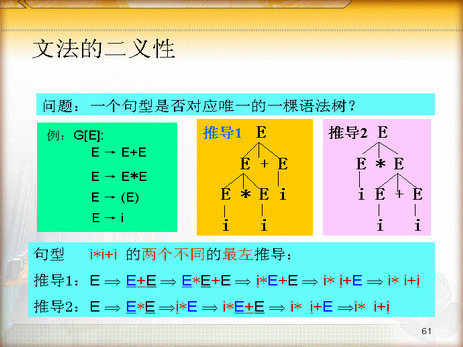 文法的二义性
问题：一个句型是否对应唯一的一棵语法树？
例：G[E]:
E → E+E
E → E*E
E → (E)
E → i
推导1 E
E + E
E * E i
i i
推导2 E
E * E
i E + E
i i
句型 i*i+i 的两个不同的最左推导：
推导1：E ⇒ E+E ⇒E*E+E ⇒ i*E+E ⇒ i* i+E ⇒ i* i+i
推导2：E ⇒ E*E ⇒i*E ⇒ i*E+E ⇒ i* i+E ⇒i* i+i
61